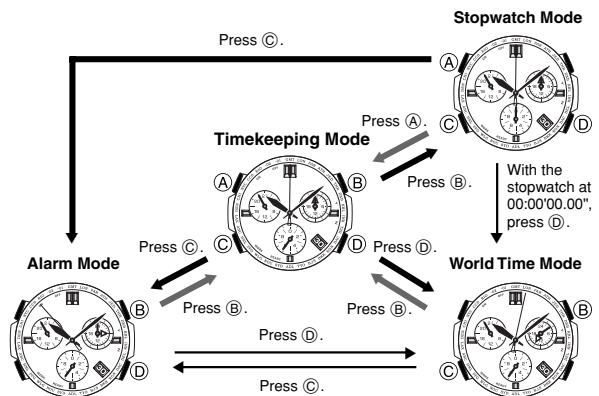 Stopwatch Mode
Press Ⓒ.
Ⓐ
Ⓒ
Ⓓ
Press Ⓐ.
Timekeeping Mode
Press Ⓑ.
Ⓐ
Ⓑ
Ⓒ
Ⓓ
With the
stopwatch at
00:00'00.00",
press Ⓓ.
Press Ⓒ.
Press Ⓓ.
Alarm Mode
World Time Mode
Press Ⓑ.
Press Ⓑ.
Ⓑ
Ⓓ
Ⓑ
Ⓒ
Press Ⓓ.
Press Ⓒ.